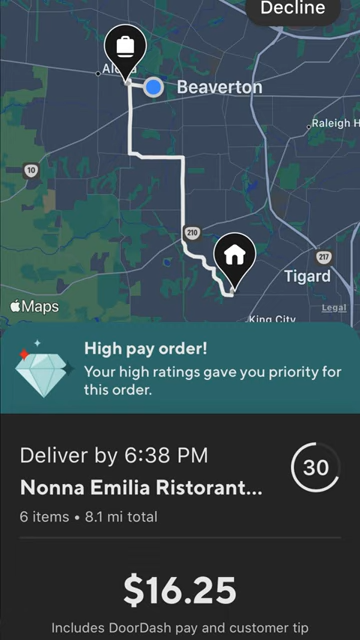 Decline
Aloha
Beaverton
Raleigh H
10
210
217
Tigard
Maps
Legal
King City
High pay order!
Your high ratings gave you priority for
this order.
Deliver by 6:38 PM
30
Nonna Emilia Ristorant...
6 items • 8.1 mi total
$16.25
Includes DoorDash pay and customer tip